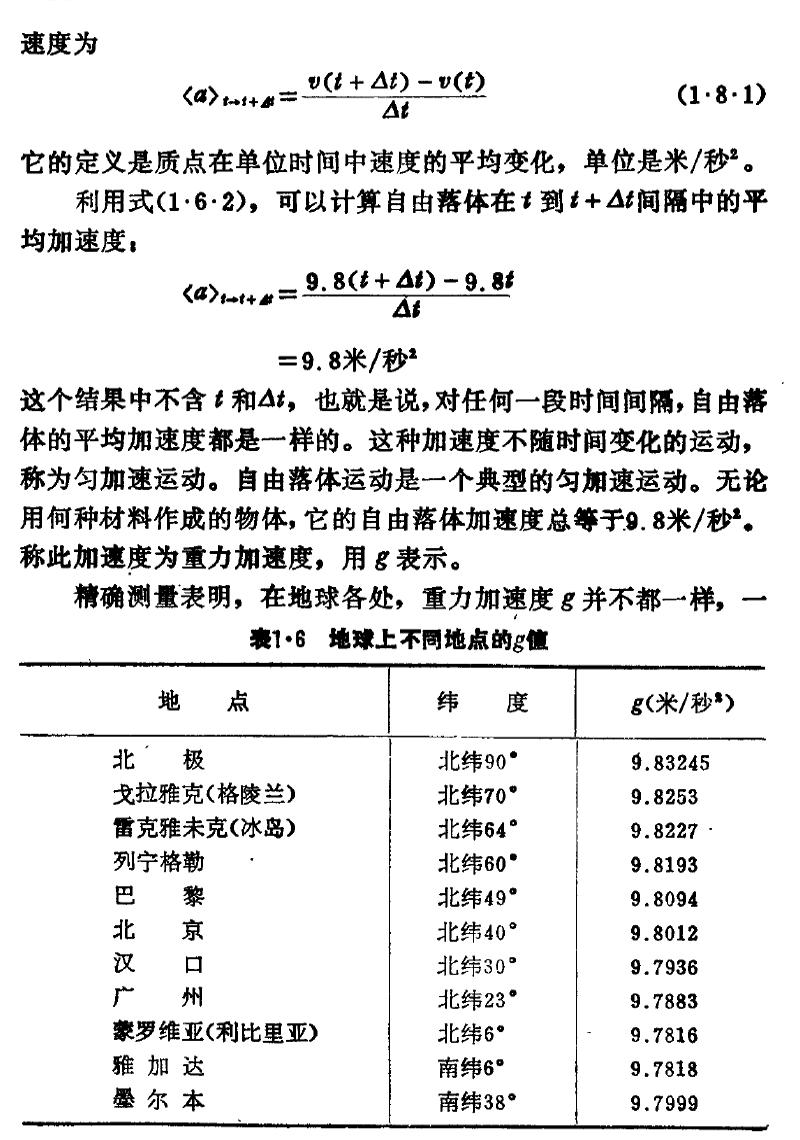 速度为
⟨a⟩t→t+Δt = (v(t + Δt) − v(t)) / Δt (1·8·1)
它的定义是质点在单位时间中速度的平均变化，单位是米/秒²。
利用式(1·6·2)，可以计算自由落体在 t 到 t + Δt间隔中的平
均加速度：
⟨a⟩t→t+Δt = (9.8(t + Δt) − 9.8t) / Δt
=9.8米/秒²
这个结果中不含 t 和Δt，也就是说，对任何一段时间间隔，自由落
体的平均加速度都是一样的。这种加速度不随时间变化的运动，
称为匀加速运动。自由落体运动是一个典型的匀加速运动。无论
用何种材料作成的物体，它的自由落体加速度总等于9.8米/秒²。
称此加速度为重力加速度，用 g 表示。
精确测量表明，在地球各处，重力加速度 g 并不都一样，一
表1·6 地球上不同地点的g值
地 点 纬 度 g(米/秒²)
北 极 北纬90° 9.83245
戈拉雅克(格陵兰) 北纬70° 9.8253
雷克雅未克(冰岛) 北纬64° 9.8227
列宁格勒 北纬60° 9.8193
巴 黎 北纬49° 9.8094
北 京 北纬40° 9.8012
汉 口 北纬30° 9.7936
广 州 北纬23° 9.7883
蒙罗维亚(利比里亚) 北纬6° 9.7816
雅 加 达 南纬6° 9.7818
墨 尔 本 南纬38° 9.7999